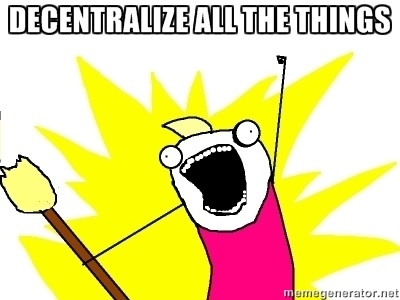 DECENTRALIZE ALL THE THINGS
memegenerator.net